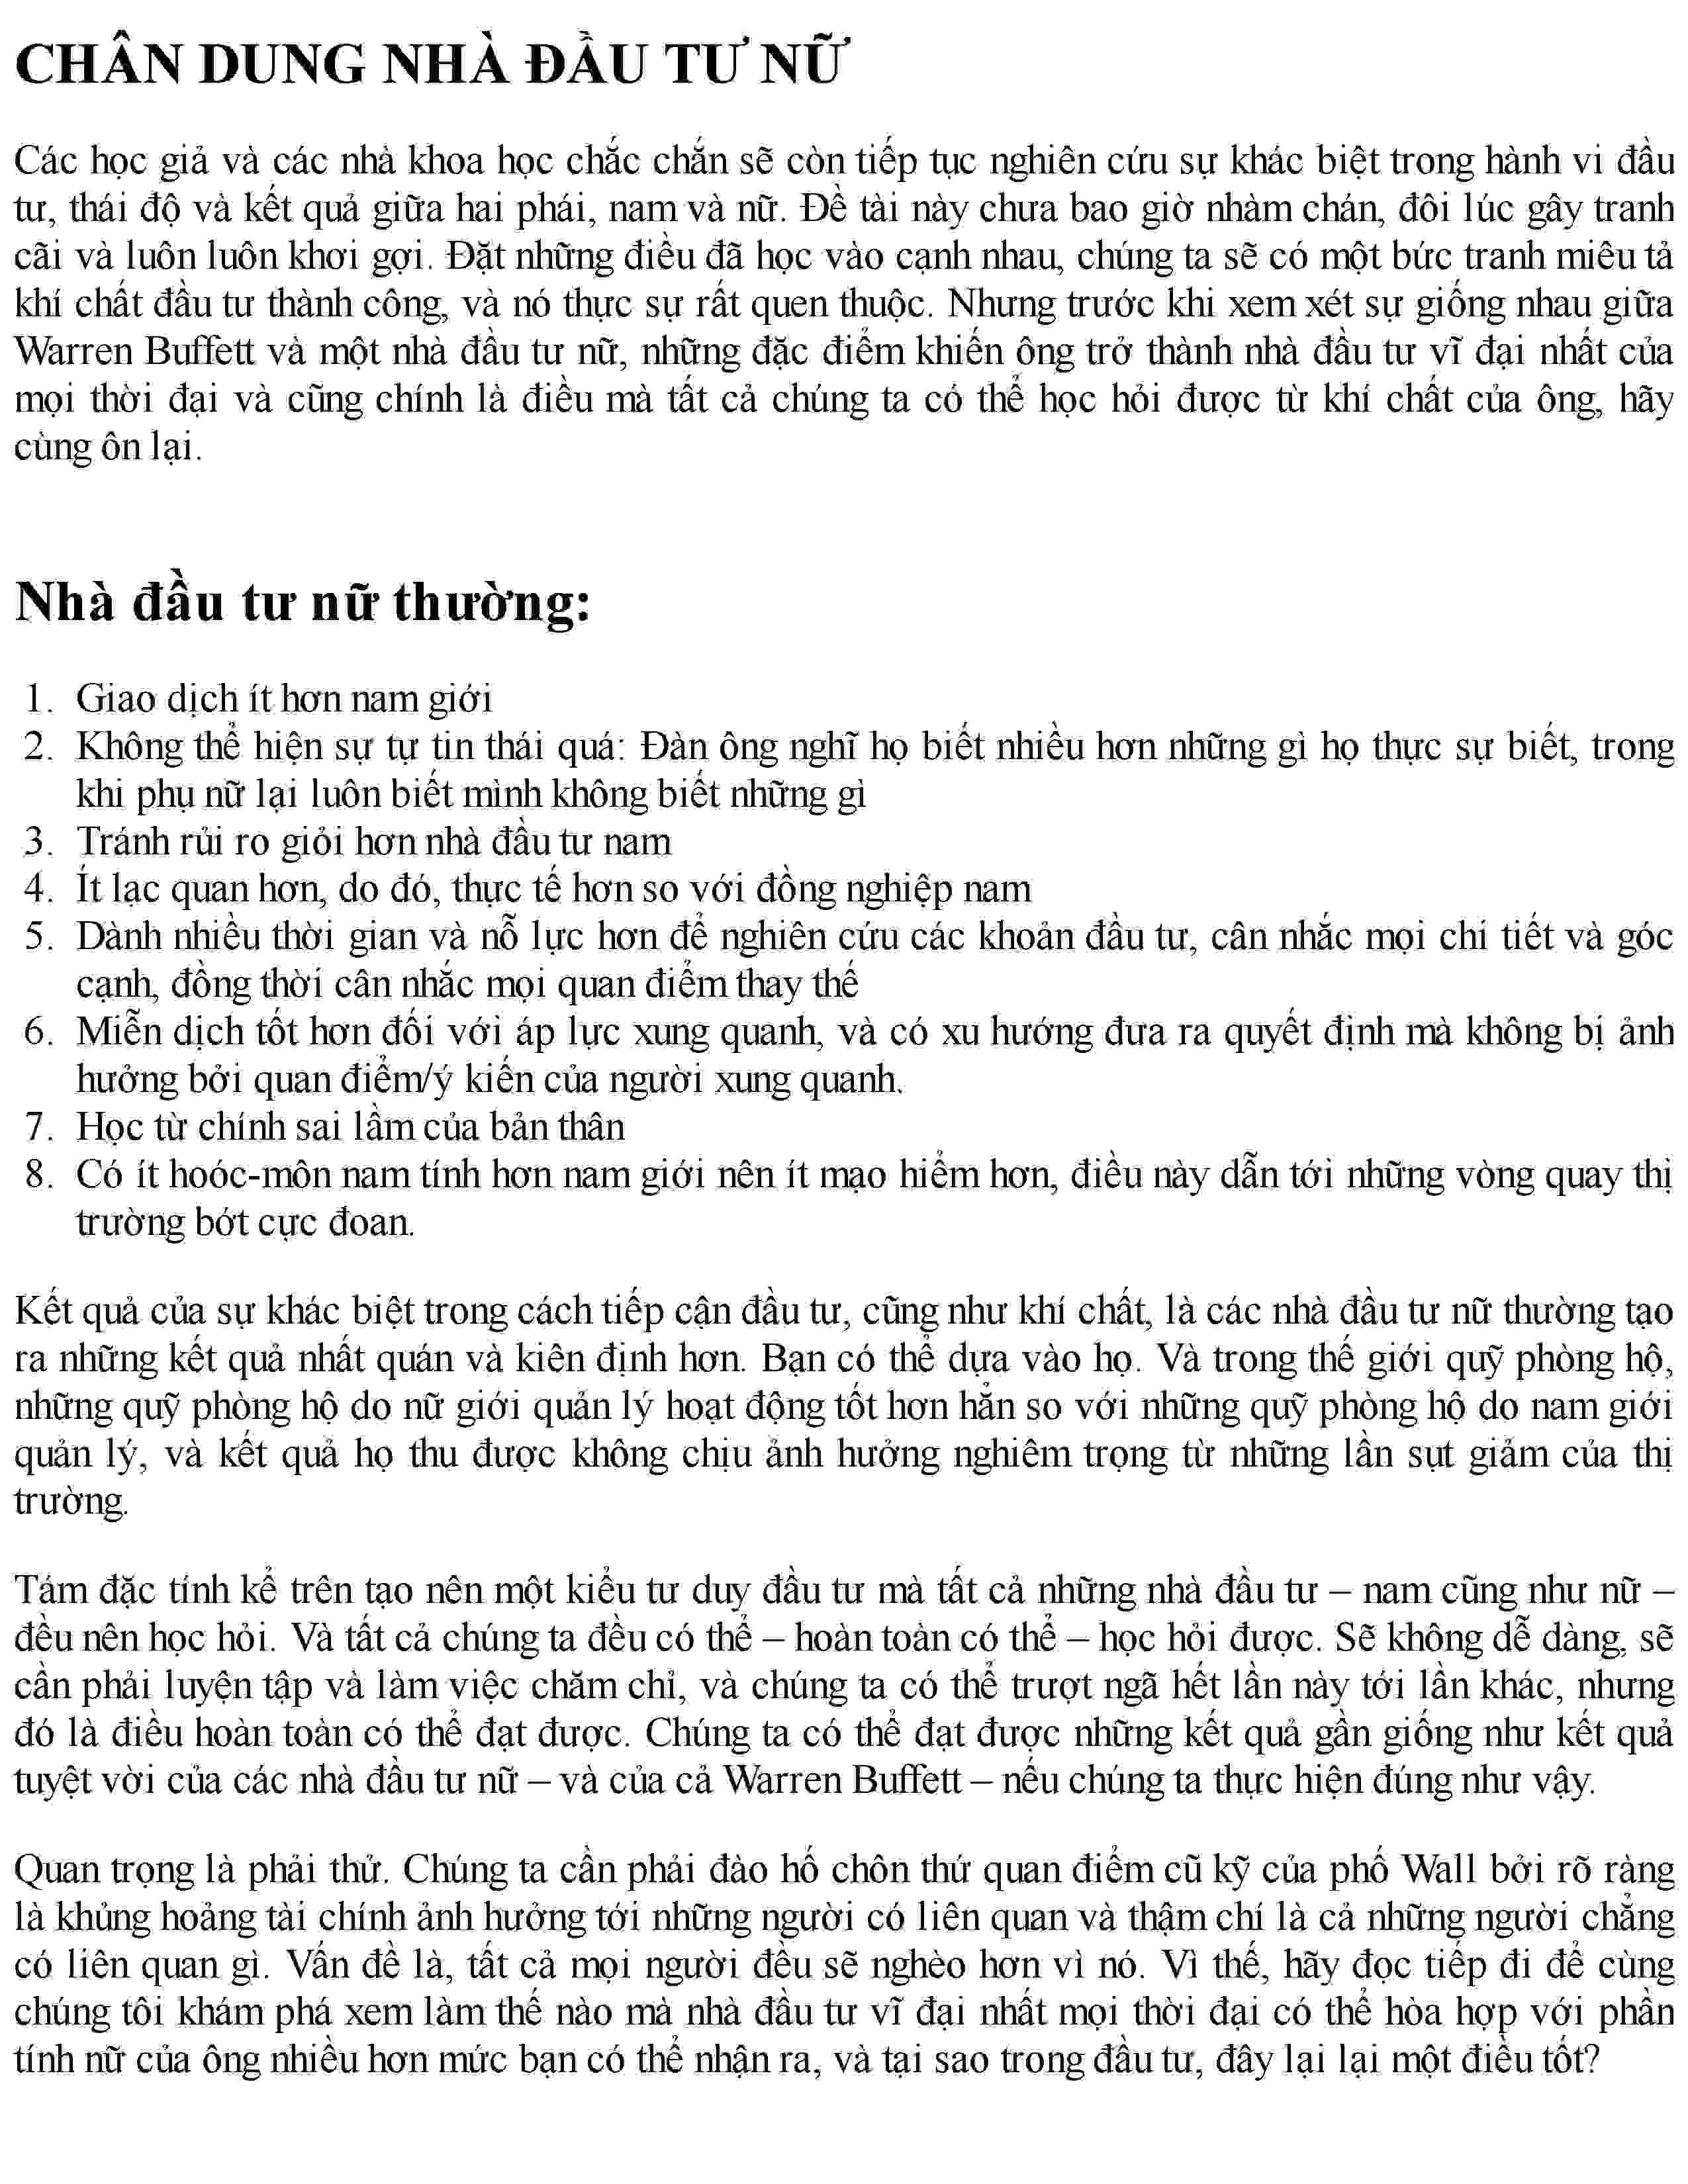 CHÂN DUNG NHÀ ĐẦU TƯ NỮ
Các học giả và các nhà khoa học chắc chắn sẽ còn tiếp tục nghiên cứu sự khác biệt trong hành vi đầu
tư, thái độ và kết quả giữa hai phái, nam và nữ. Đề tài này chưa bao giờ nhàm chán, đôi lúc gây tranh
cãi và luôn luôn khơi gợi. Đặt những điều đã học vào cạnh nhau, chúng ta sẽ có một bức tranh miêu tả
khí chất đầu tư thành công, và nó thực sự rất quen thuộc. Nhưng trước khi xem xét sự giống nhau giữa
Warren Buffett và một nhà đầu tư nữ, những đặc điểm khiến ông trở thành nhà đầu tư vĩ đại nhất của
mọi thời đại và cũng chính là điều mà tất cả chúng ta có thể học hỏi được từ khí chất của ông, hãy
cùng ôn lại.
Nhà đầu tư nữ thường:
1. Giao dịch ít hơn nam giới
2. Không thể hiện sự tự tin thái quá: Đàn ông nghĩ họ biết nhiều hơn những gì họ thực sự biết, trong
khi phụ nữ lại luôn biết mình không biết những gì
3. Tránh rủi ro giỏi hơn nhà đầu tư nam
4. Ít lạc quan hơn, do đó, thực tế hơn so với đồng nghiệp nam
5. Dành nhiều thời gian và nỗ lực hơn để nghiên cứu các khoản đầu tư, cân nhắc mọi chi tiết và góc
cạnh, đồng thời cân nhắc mọi quan điểm thay thế
6. Miễn dịch tốt hơn đối với áp lực xung quanh, và có xu hướng đưa ra quyết định mà không bị ảnh
hưởng bởi quan điểm/ý kiến của người xung quanh.
7. Học từ chính sai lầm của bản thân
8. Có ít hoóc-môn nam tính hơn nam giới nên ít mạo hiểm hơn, điều này dẫn tới những vòng quay thị
trường bớt cực đoan.
Kết quả của sự khác biệt trong cách tiếp cận đầu tư, cũng như khí chất, là các nhà đầu tư nữ thường tạo
ra những kết quả nhất quán và kiên định hơn. Bạn có thể dựa vào họ. Và trong thế giới quỹ phòng hộ,
những quỹ phòng hộ do nữ giới quản lý hoạt động tốt hơn hẳn so với những quỹ phòng hộ do nam giới
quản lý, và kết quả họ thu được không chịu ảnh hưởng nghiêm trọng từ những lần sụt giảm của thị
trường.
Tám đặc tính kể trên tạo nên một kiểu tư duy đầu tư mà tất cả những nhà đầu tư – nam cũng như nữ –
đều nên học hỏi. Và tất cả chúng ta đều có thể – hoàn toàn có thể – học hỏi được. Sẽ không dễ dàng, sẽ
cần phải luyện tập và làm việc chăm chỉ, và chúng ta có thể trượt ngã hết lần này tới lần khác, nhưng
đó là điều hoàn toàn có thể đạt được. Chúng ta có thể đạt được những kết quả gần giống như kết quả
tuyệt vời của các nhà đầu tư nữ – và của cả Warren Buffett – nếu chúng ta thực hiện đúng như vậy.
Quan trọng là phải thử. Chúng ta cần phải đào hố chôn thứ quan điểm cũ kỹ của phố Wall bởi rõ ràng
là khủng hoảng tài chính ảnh hưởng tới những người có liên quan và thậm chí là cả những người chẳng
có liên quan gì. Vấn đề là, tất cả mọi người đều sẽ nghèo hơn vì nó. Vì thế, hãy đọc tiếp đi để cùng
chúng tôi khám phá xem làm thế nào mà nhà đầu tư vĩ đại nhất mọi thời đại có thể hòa hợp với phần
tính nữ của ông nhiều hơn mức bạn có thể nhận ra, và tại sao trong đầu tư, đây lại lại một điều tốt?